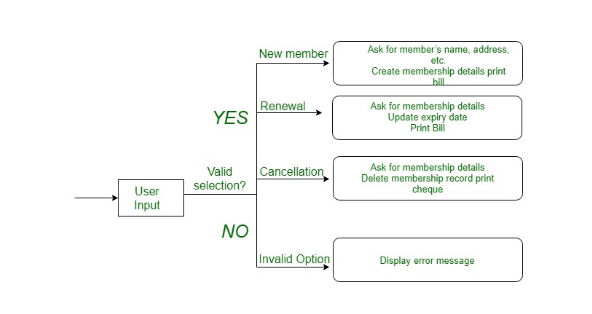 New member
Ask for member's name, address,
etc.
Create membership details print
bill
YES
Renewal
Ask for membership details
Update expiry date
Print Bill
Valid
selection?
Cancellation
Ask for membership details
Delete membership record print
cheque
User
Input
NO
Invalid Option
Display error message